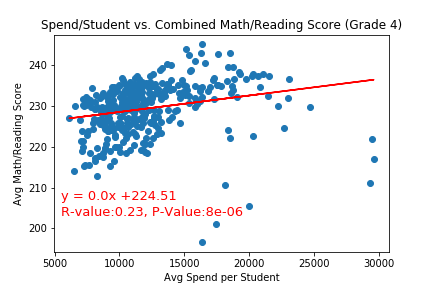 Spend/Student vs. Combined Math/Reading Score (Grade 4)
240
230
220
210
200
Avg Math/Reading Score
y = 0.0x +224.51
R-value:0.23, P-Value:8e-06
5000 10000 15000 20000 25000 30000
Avg Spend per Student